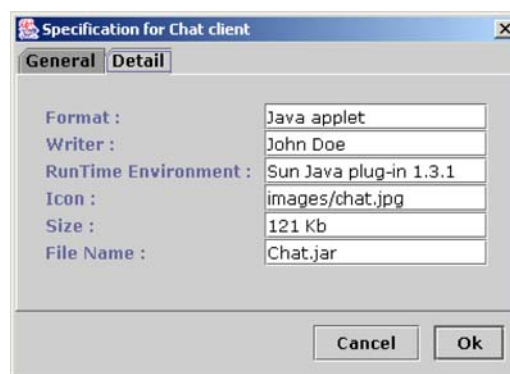 Specification for Chat client
General Detail
Format : Java applet
Writer : John Doe
RunTime Environment : Sun Java plug-in 1.3.1
Icon : images/chat.jpg
Size : 121 Kb
File Name : Chat.jar
Cancel Ok